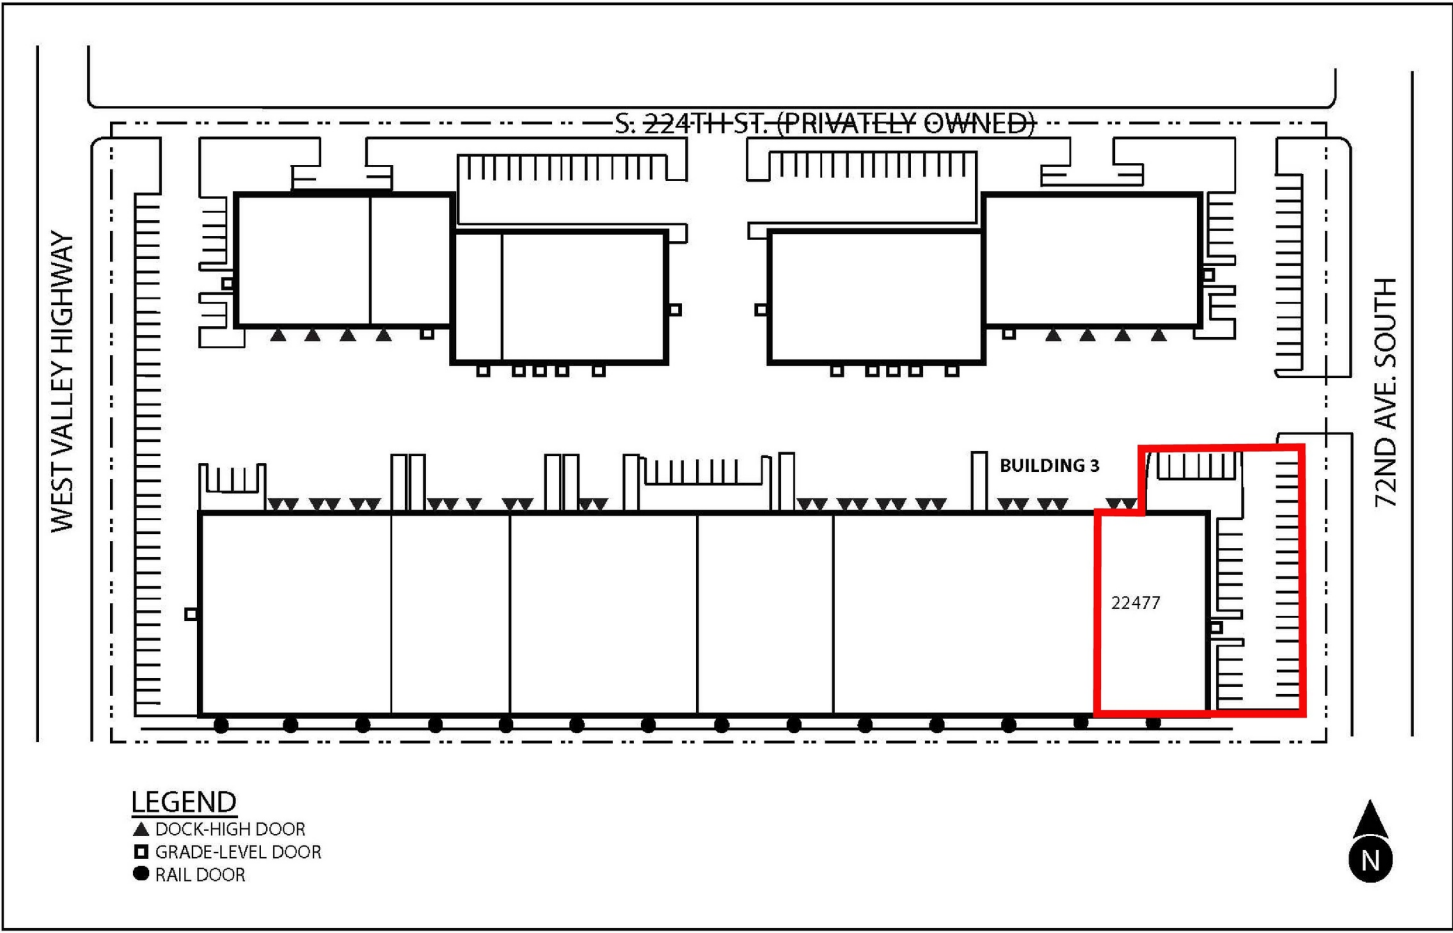 S. 224TH ST. (PRIVATELY OWNED)
WEST VALLEY HIGHWAY
72ND AVE. SOUTH
BUILDING 3
22477
LEGEND
DOCK-HIGH DOOR
GRADE-LEVEL DOOR
RAIL DOOR
N